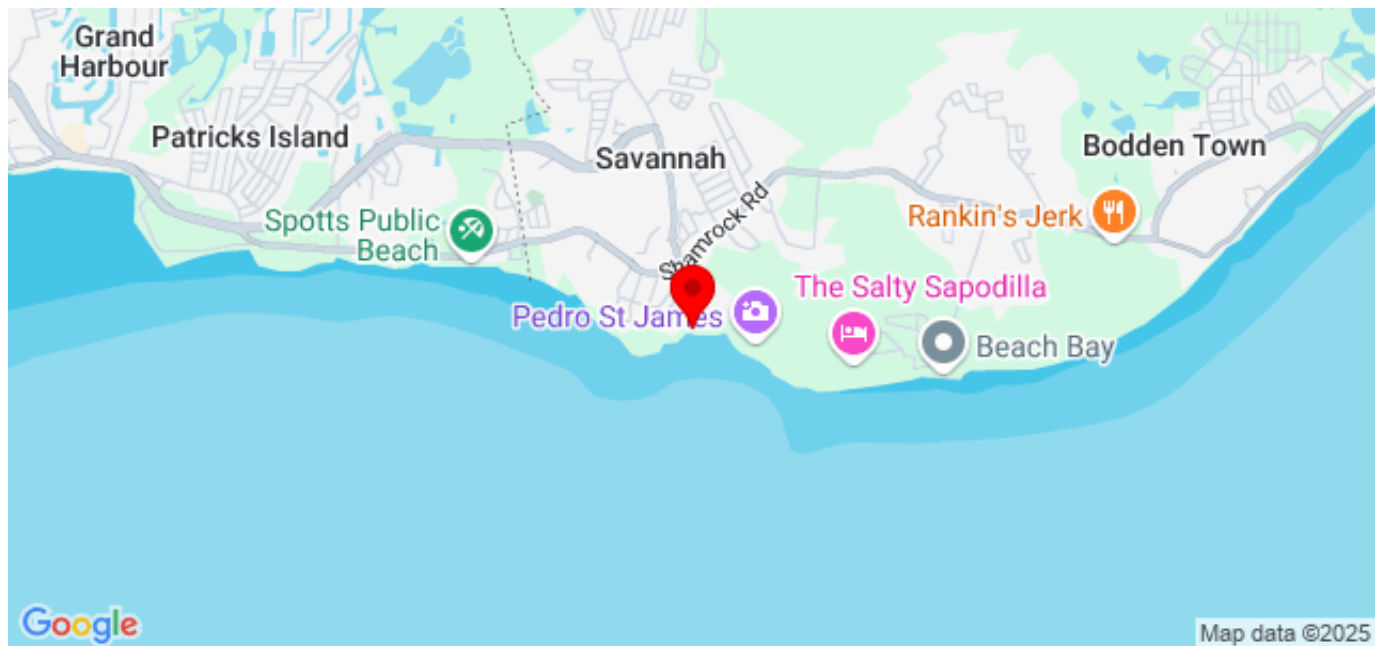 Grand
Harbour
Patricks Island
Savannah
Bodden Town
Shamrock Rd
Spotts Public
Beach
Rankin's Jerk
The Salty Sapodilla
Pedro St James
Beach Bay
Google
Map data ©2025